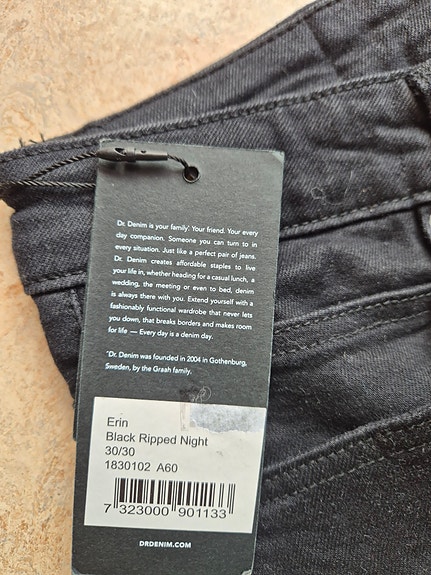 Dr. Denim is your family*. Your friend. Your every
day companion. Someone you can turn to in
every situation. Just like a perfect pair of jeans.
Dr. Denim creates affordable staples to live
your life in, whether heading for a casual lunch, a
wedding, the meeting or even to bed, denim
is always there with you. Extend yourself with a
fashionably functional wardrobe that never lets
you down, that breaks borders and makes room
for life — Every day is a denim day.
*Dr. Denim was founded in 2004 in Gothenburg,
Sweden, by the Graah family.
Erin
Black Ripped Night
30/30
1830102 A60
7 323000 901133
DRDENIM.COM